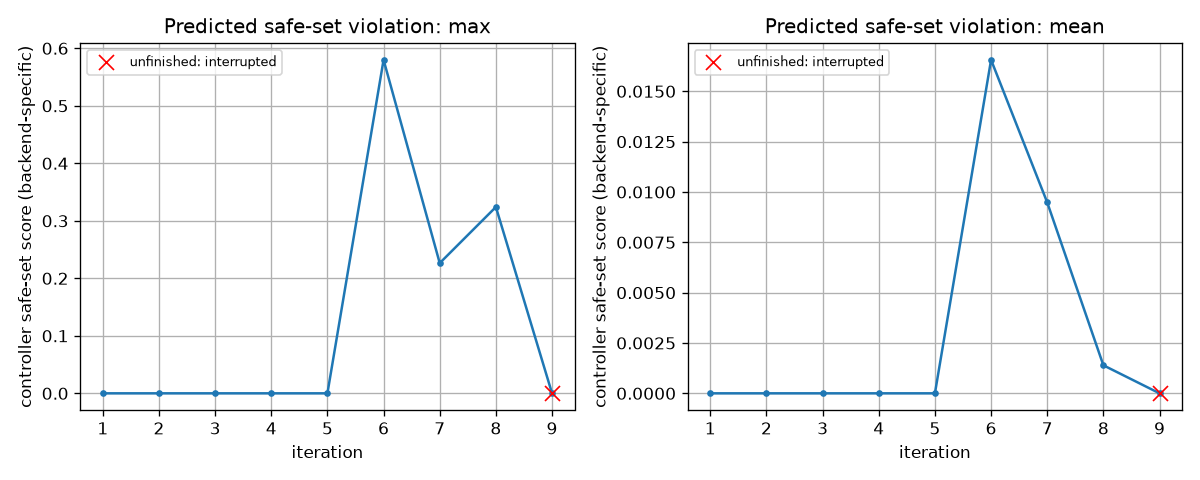 Predicted safe-set violation: max
controller safe-set score (backend-specific)
unfinished: interrupted
0.6
0.5
0.4
0.3
0.2
0.1
0.0
1 2 3 4 5 6 7 8 9
iteration
Predicted safe-set violation: mean
controller safe-set score (backend-specific)
unfinished: interrupted
0.0150
0.0125
0.0100
0.0075
0.0050
0.0025
0.0000
1 2 3 4 5 6 7 8 9
iteration